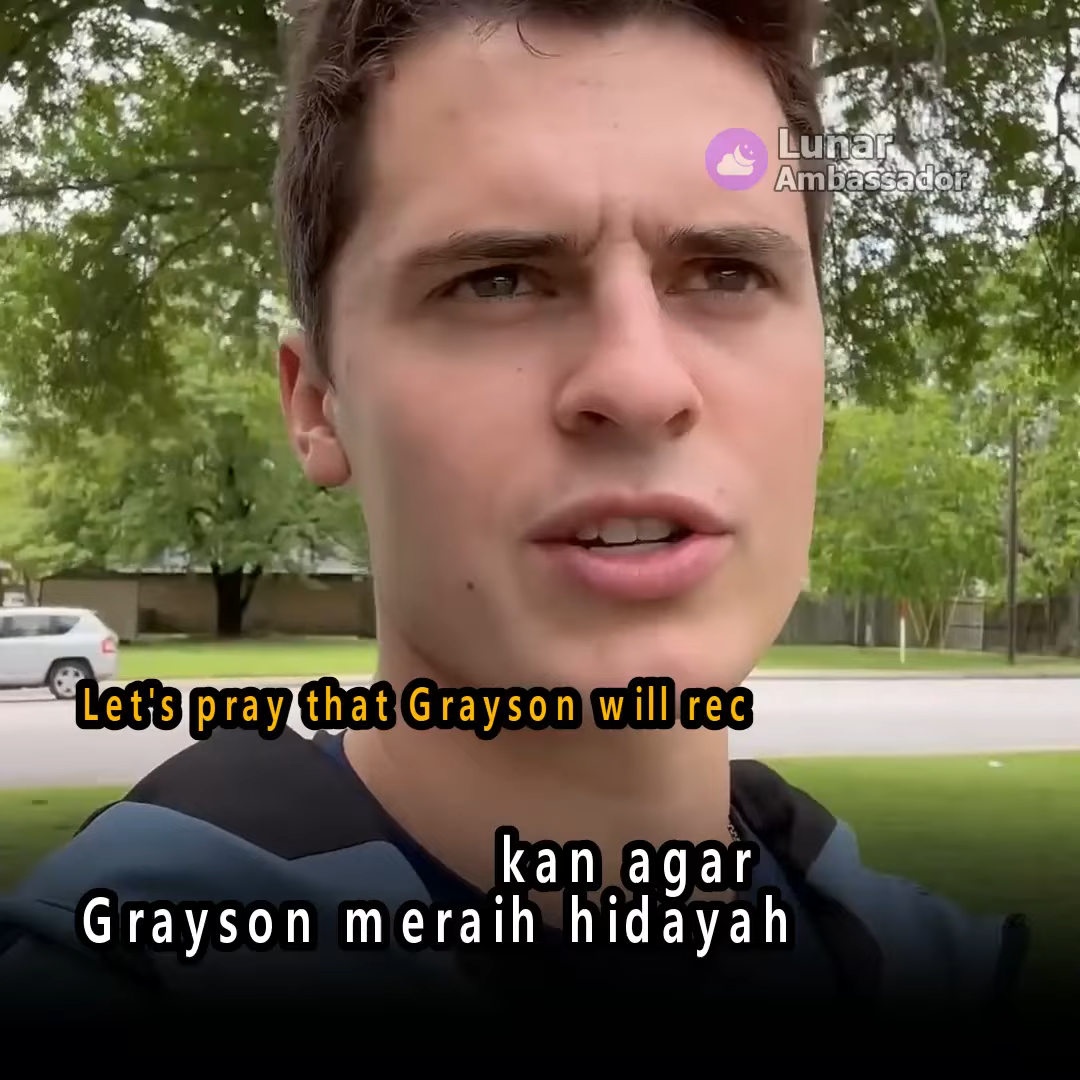 Lunar
Ambassador
Let's pray that Grayson will rec
kan agar
Grayson meraih hidayah